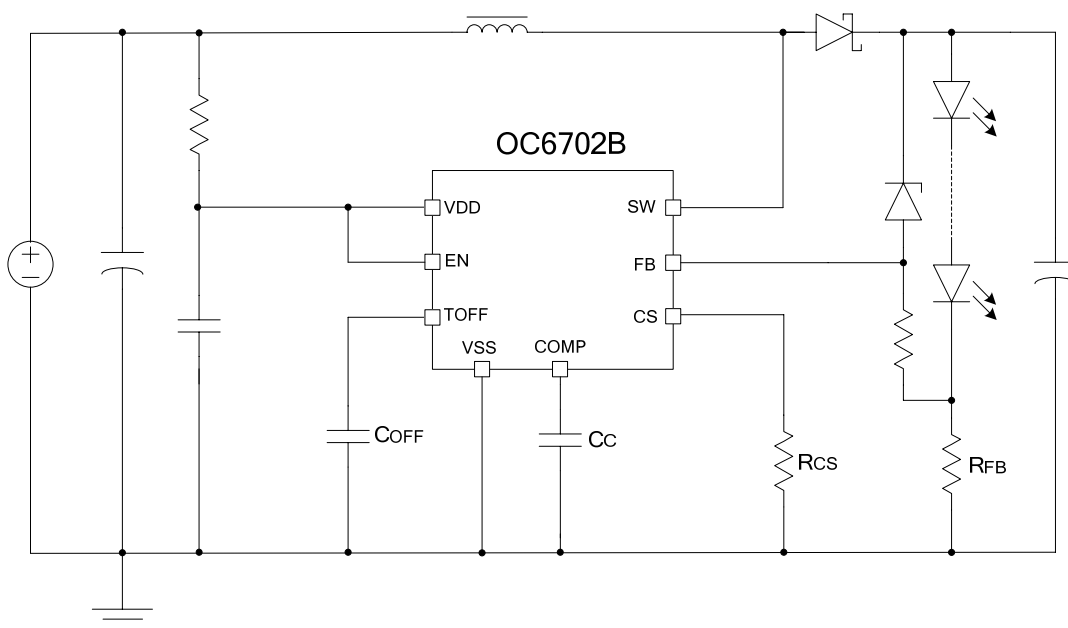 OC6702B
VDD
SW
EN
FB
TOFF
CS
VSS
COMP
COFF
CC
RCS
RFB